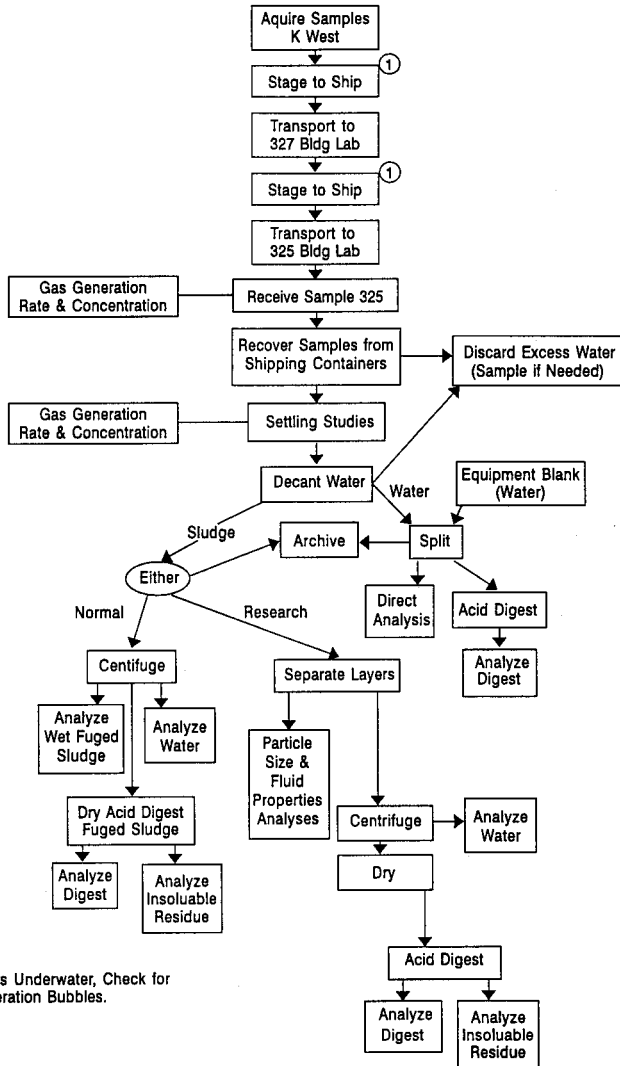 Aquire Samples
K West
1
Stage to Ship
Transport to
327 Bldg Lab
1
Stage to Ship
Transport to
325 Bldg Lab
Gas Generation
Rate & Concentration
Receive Sample 325
Recover Samples from
Shipping Containers
Discard Excess Water
(Sample if Needed)
Gas Generation
Rate & Concentration
Settling Studies
Decant Water
Water
Equipment Blank
(Water)
Sludge
Archive
Split
Either
Direct
Analysis
Acid Digest
Analyze
Digest
Normal
Research
Centifuge
Separate Layers
Analyze
Wet Fuged
Sludge
Analyze
Water
Particle
Size &
Fluid
Properties
Analyses
Dry Acid Digest
Fuged Sludge
Centrifuge
Analyze
Water
Analyze
Digest
Analyze
Insoluable
Residue
Dry
Acid Digest
Analyze
Digest
Analyze
Insoluable
Residue
s Underwater, Check for
eration Bubbles.